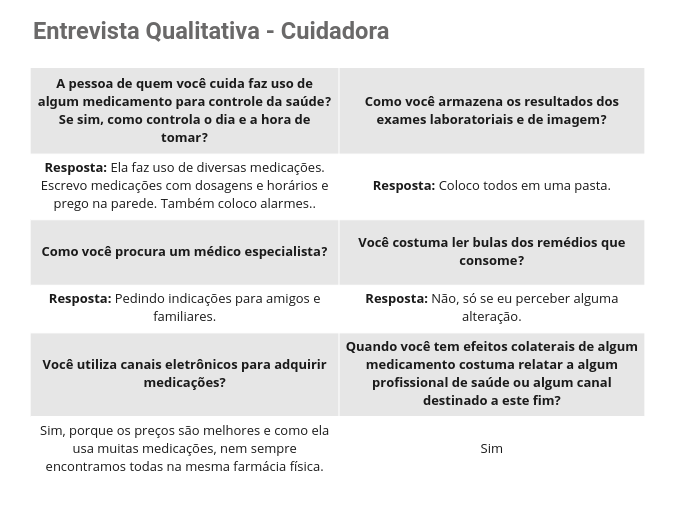 Entrevista Qualitativa - Cuidadora
A pessoa de quem você cuida faz uso de
algum medicamento para controle da saúde?
Se sim, como controla o dia e a hora de
tomar?
Como você armazena os resultados dos
exames laboratoriais e de imagem?
Resposta: Ela faz uso de diversas medicações.
Escrevo medicações com dosagens e horários e
prego na parede. Também coloco alarmes..
Resposta: Coloco todos em uma pasta.
Como você procura um médico especialista?
Você costuma ler bulas dos remédios que
consome?
Resposta: Pedindo indicações para amigos e
familiares.
Resposta: Não, só se eu perceber alguma
alteração.
Você utiliza canais eletrônicos para adquirir
medicações?
Quando você tem efeitos colaterais de algum
medicamento costuma relatar a algum
profissional de saúde ou algum canal
destinado a este fim?
Sim, porque os preços são melhores e como ela
usa muitas medicações, nem sempre
encontramos todas na mesma farmácia física.
Sim